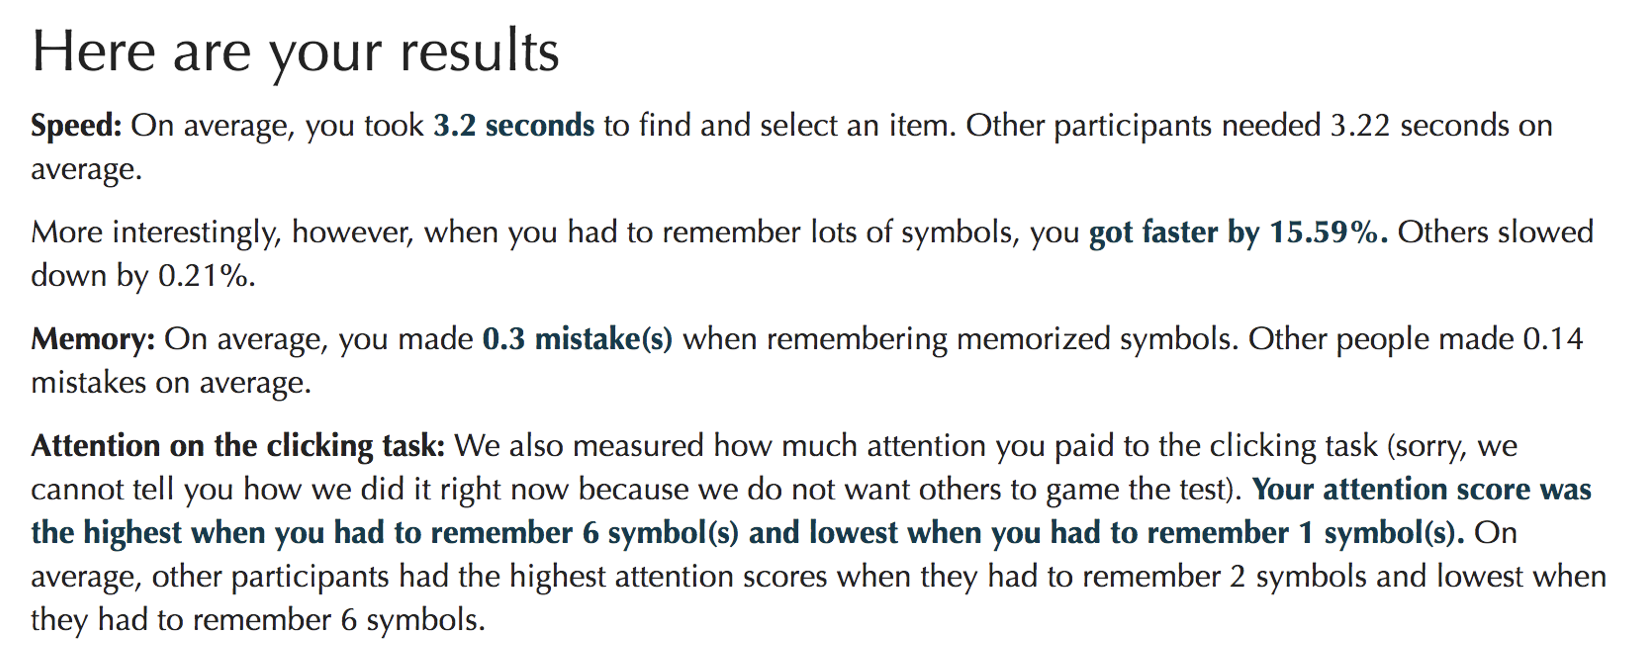 Here are your results
Speed: On average, you took 3.2 seconds to find and select an item. Other participants needed 3.22 seconds on
average.
More interestingly, however, when you had to remember lots of symbols, you got faster by 15.59%. Others slowed
down by 0.21%.
Memory: On average, you made 0.3 mistake(s) when remembering memorized symbols. Other people made 0.14
mistakes on average.
Attention on the clicking task: We also measured how much attention you paid to the clicking task (sorry, we
cannot tell you how we did it right now because we do not want others to game the test). Your attention score was
the highest when you had to remember 6 symbol(s) and lowest when you had to remember 1 symbol(s). On
average, other participants had the highest attention scores when they had to remember 2 symbols and lowest when
they had to remember 6 symbols.